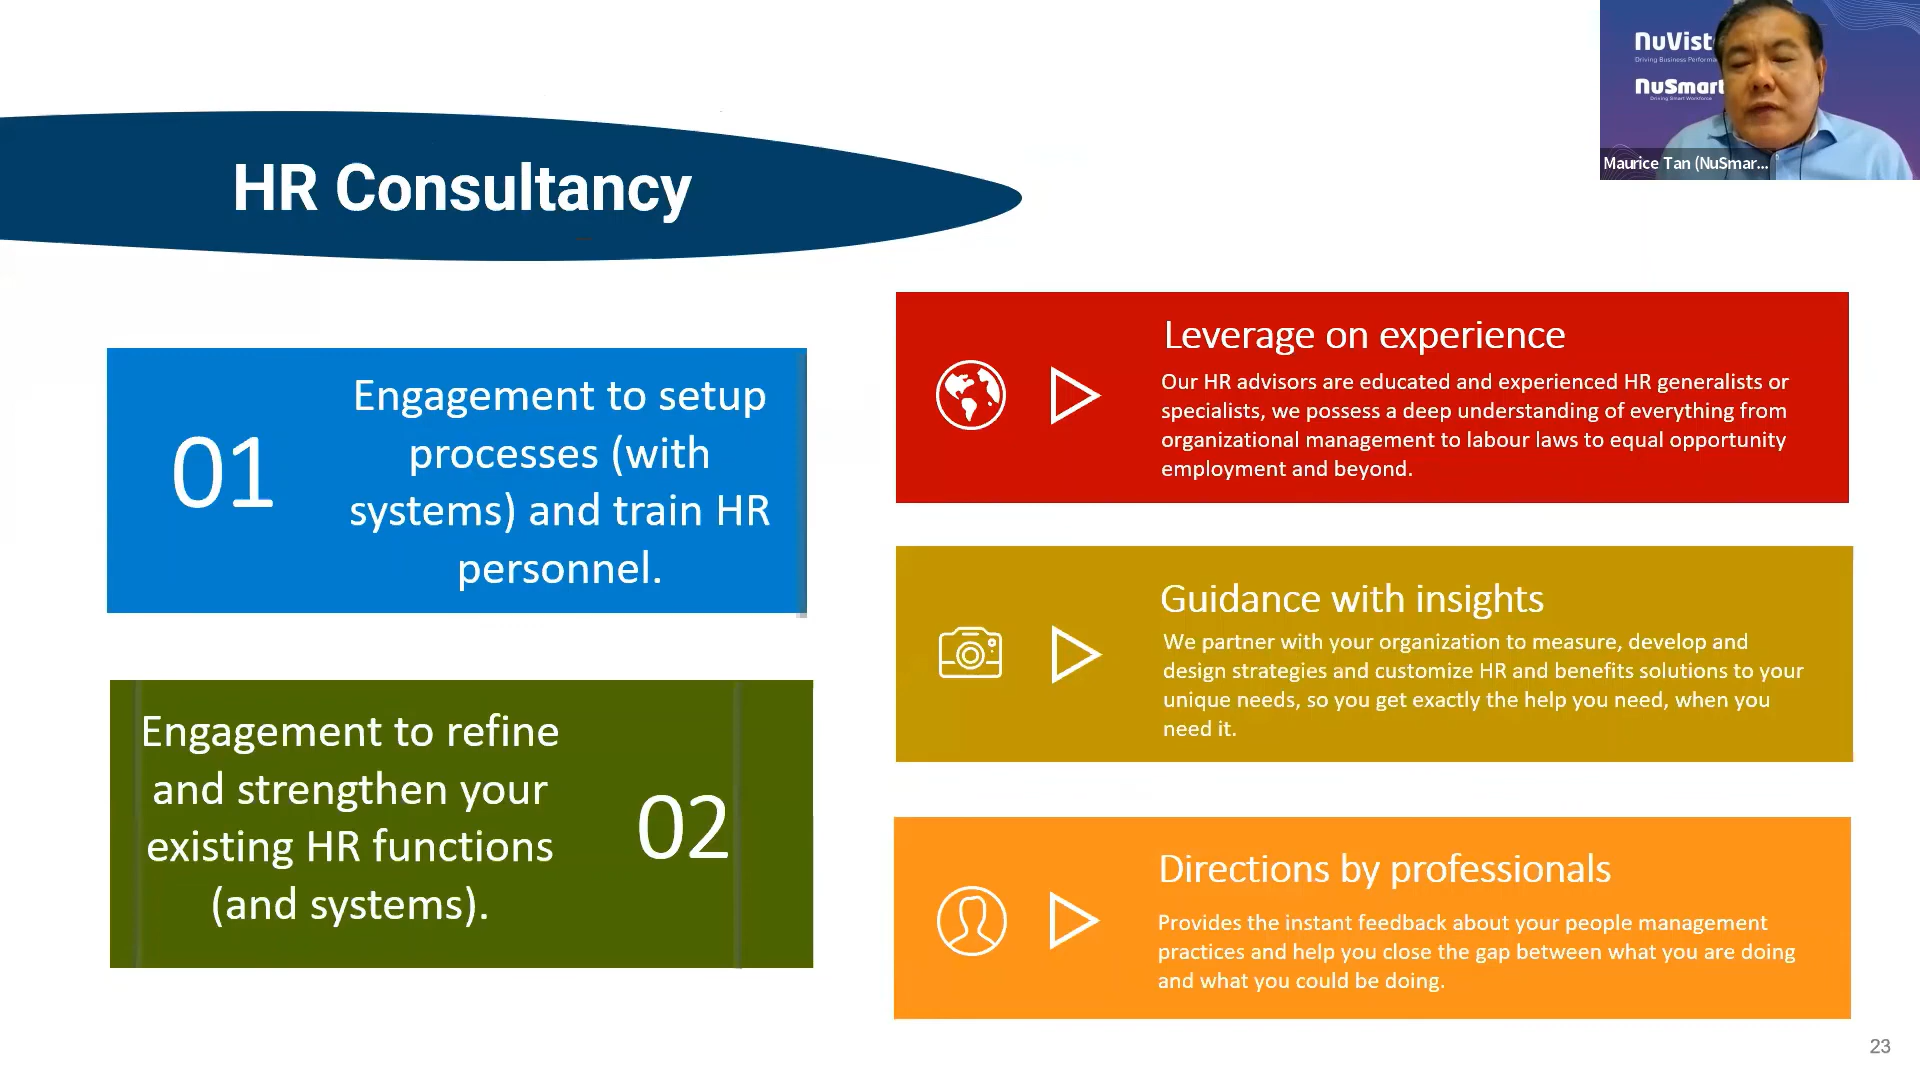 NuVist
Driving Business Performa
NuSmart
Driving Smart Workforce
Maurice Tan (NuSmar...
HR Consultancy
01
Engagement to setup
processes (with
systems) and train HR
personnel.
Engagement to refine
and strengthen your
existing HR functions
(and systems).
02
Leverage on experience
Our HR advisors are educated and experienced HR generalists or
specialists, we possess a deep understanding of everything from
organizational management to labour laws to equal opportunity
employment and beyond.
Guidance with insights
We partner with your organization to measure, develop and
design strategies and customize HR and benefits solutions to your
unique needs, so you get exactly the help you need, when you
need it.
Directions by professionals
Provides the instant feedback about your people management
practices and help you close the gap between what you are doing
and what you could be doing.
23